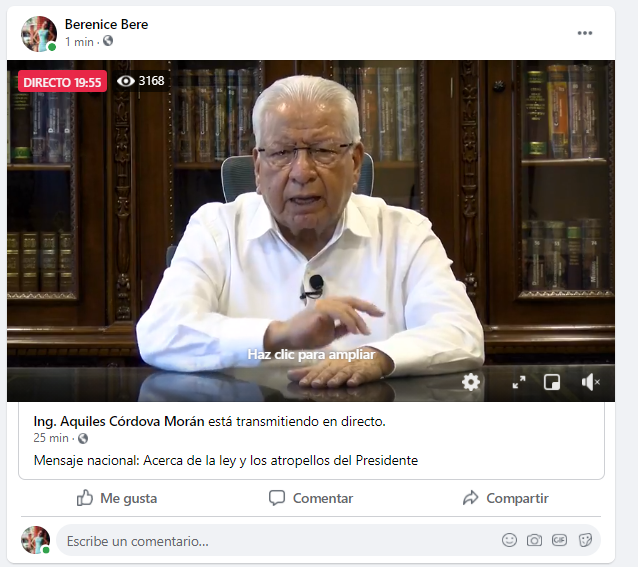 Berenice Bere
1 min ·
DIRECTO 19:55
3168
Haz clic para ampliar
Ing. Aquiles Córdova Morán está transmitiendo en directo.
25 min ·
Mensaje nacional: Acerca de la ley y los atropellos del Presidente
Me gusta
Comentar
Compartir
Escribe un comentario...
GIF